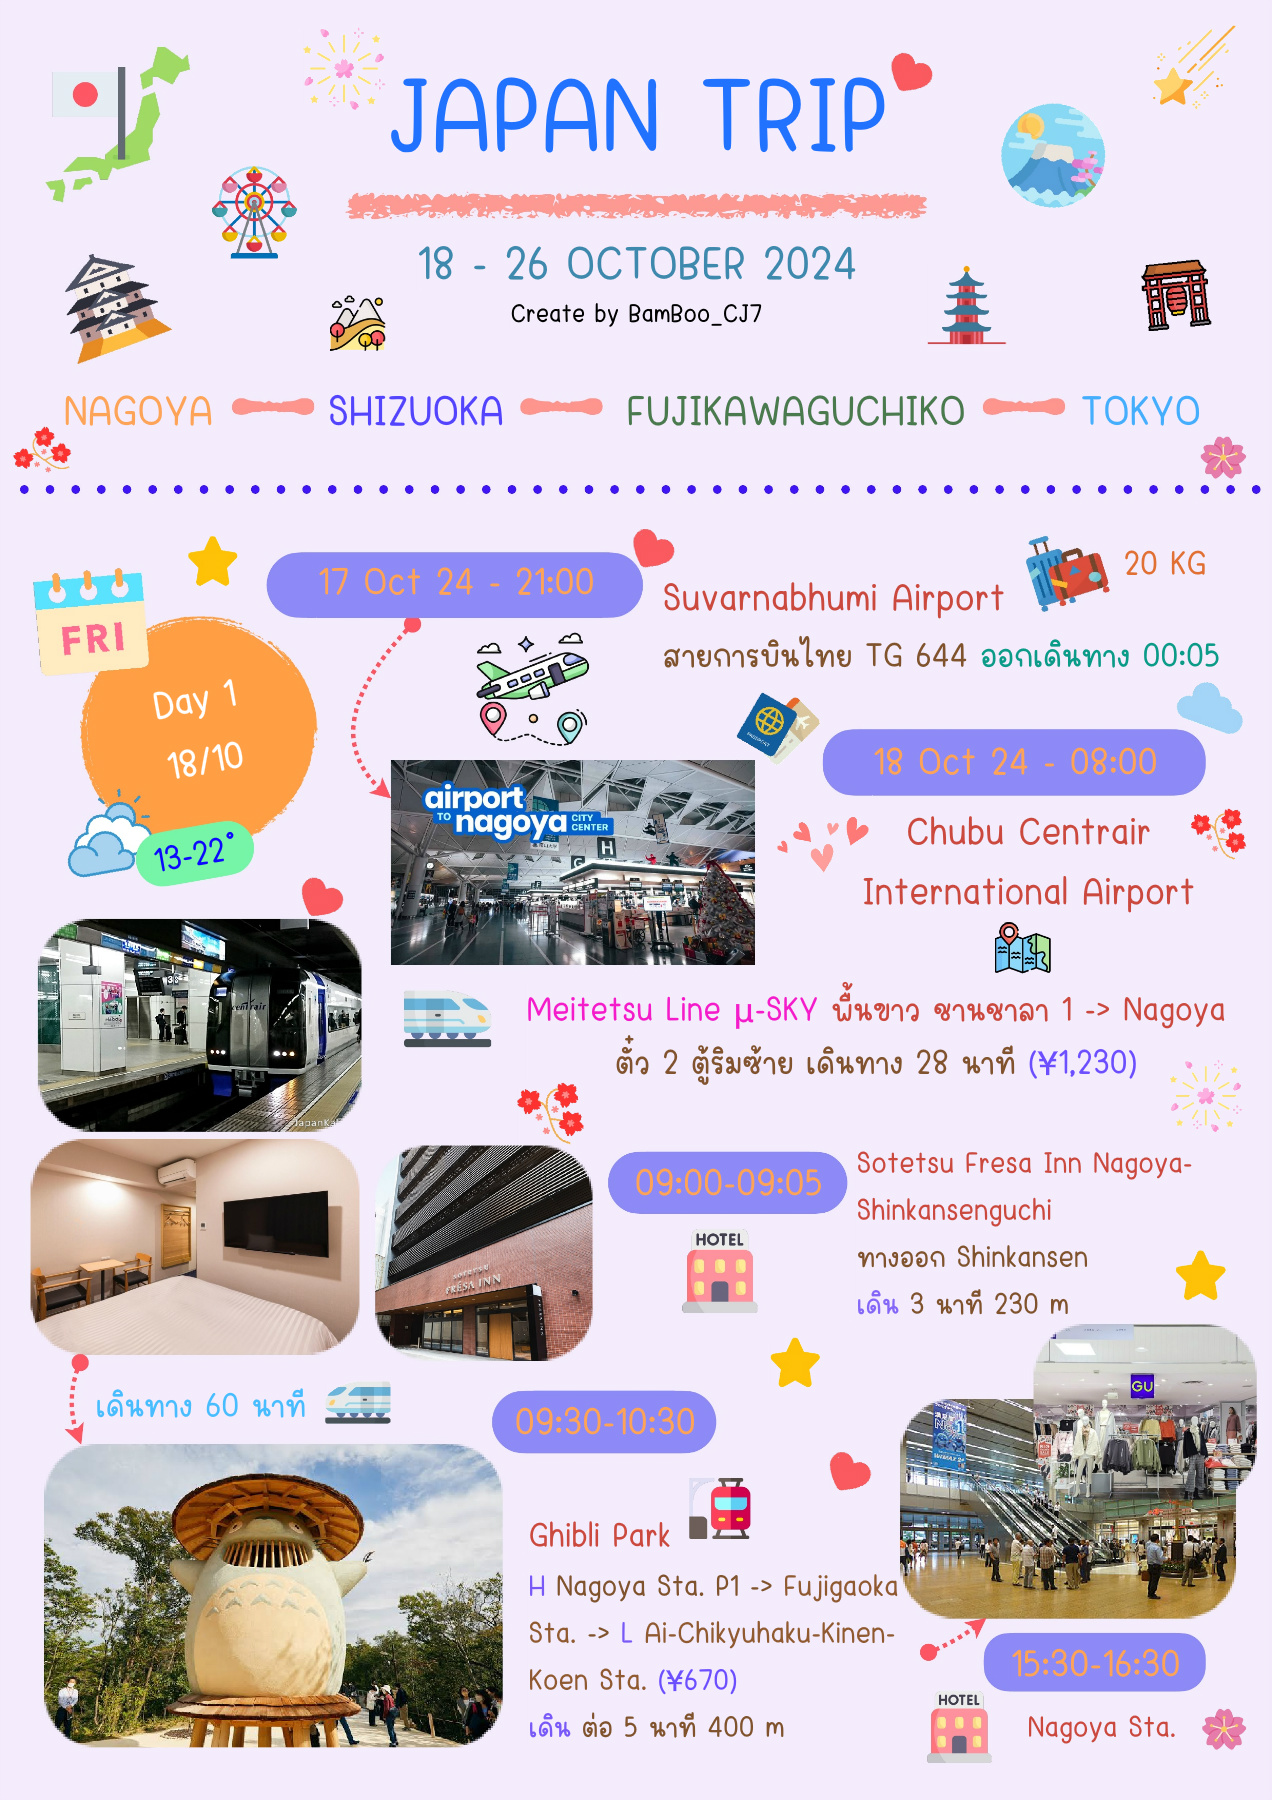 JAPAN TRIP
18 - 26 OCTOBER 2024
Create by BamBoo_CJ7
NAGOYA SHIZUOKA FUJIKAWAGUCHIKO TOKYO
FRI
Day 1
18/10
13-22°
17 Oct 24 - 21:00
Suvarnabhumi Airport
20 KG
สายการบินไทย TG 644 ออกเดินทาง 00:05
PASSPORT
18 Oct 24 - 08:00
Chubu Centrair
International Airport
airport
TO nagoya CITY CENTER
H
G
centrair
Meitetsu Line µ-SKY พื้นขาว ชานชาลา 1 -> Nagoya
ตั๋ว 2 ตู้ริมซ้าย เดินทาง 28 นาที (¥1,230)
09:00-09:05
Sotetsu Fresa Inn Nagoya-
Shinkansenguchi
ทางออก Shinkansen
เดิน 3 นาที 230 m
HOTEL
FRESA INN
เดินทาง 60 นาที
09:30-10:30
Ghibli Park
H Nagoya Sta. P1 -> Fujigaoka
Sta. -> L Ai-Chikyuhaku-Kinen-
Koen Sta. (¥670)
เดิน ต่อ 5 นาที 400 m
GU
15:30-16:30
HOTEL
Nagoya Sta.